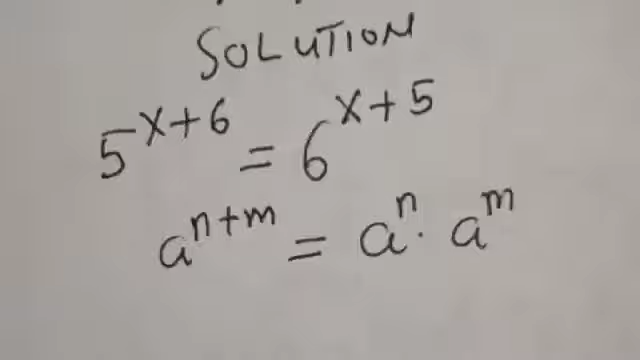 SOLUTION
5^{x+6} = 6^{x+5}
a^{n+m} = a^n · a^m